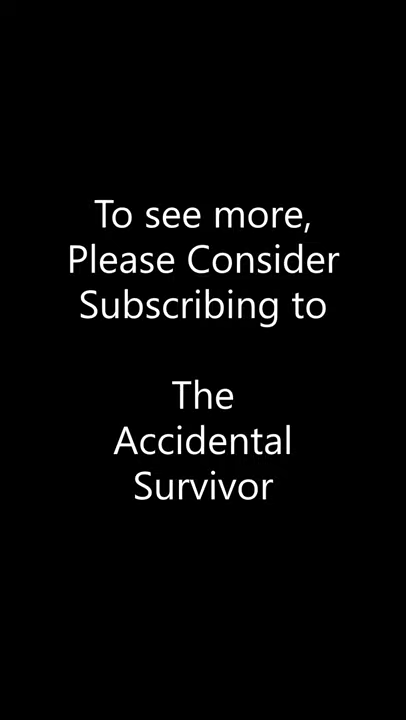 To see more,
Please Consider
Subscribing to
The
Accidental
Survivor